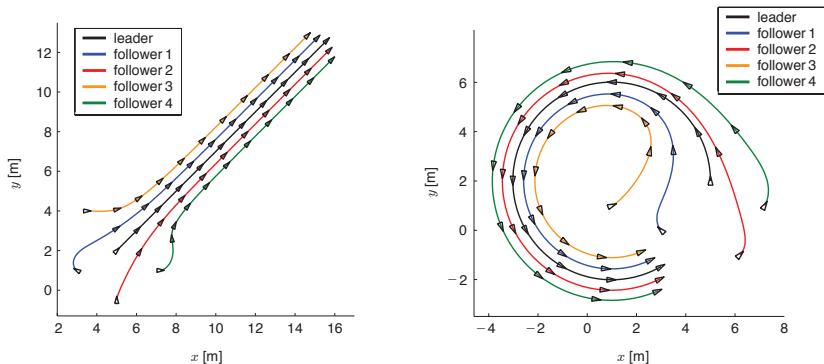 leader
follower 1
follower 2
follower 3
follower 4
12
10
8
6
4
2
0
y [m]
2 4 6 8 10 12 14 16
x [m]
leader
follower 1
follower 2
follower 3
follower 4
6
4
2
0
−2
y [m]
−4 −2 0 2 4 6 8
x [m]